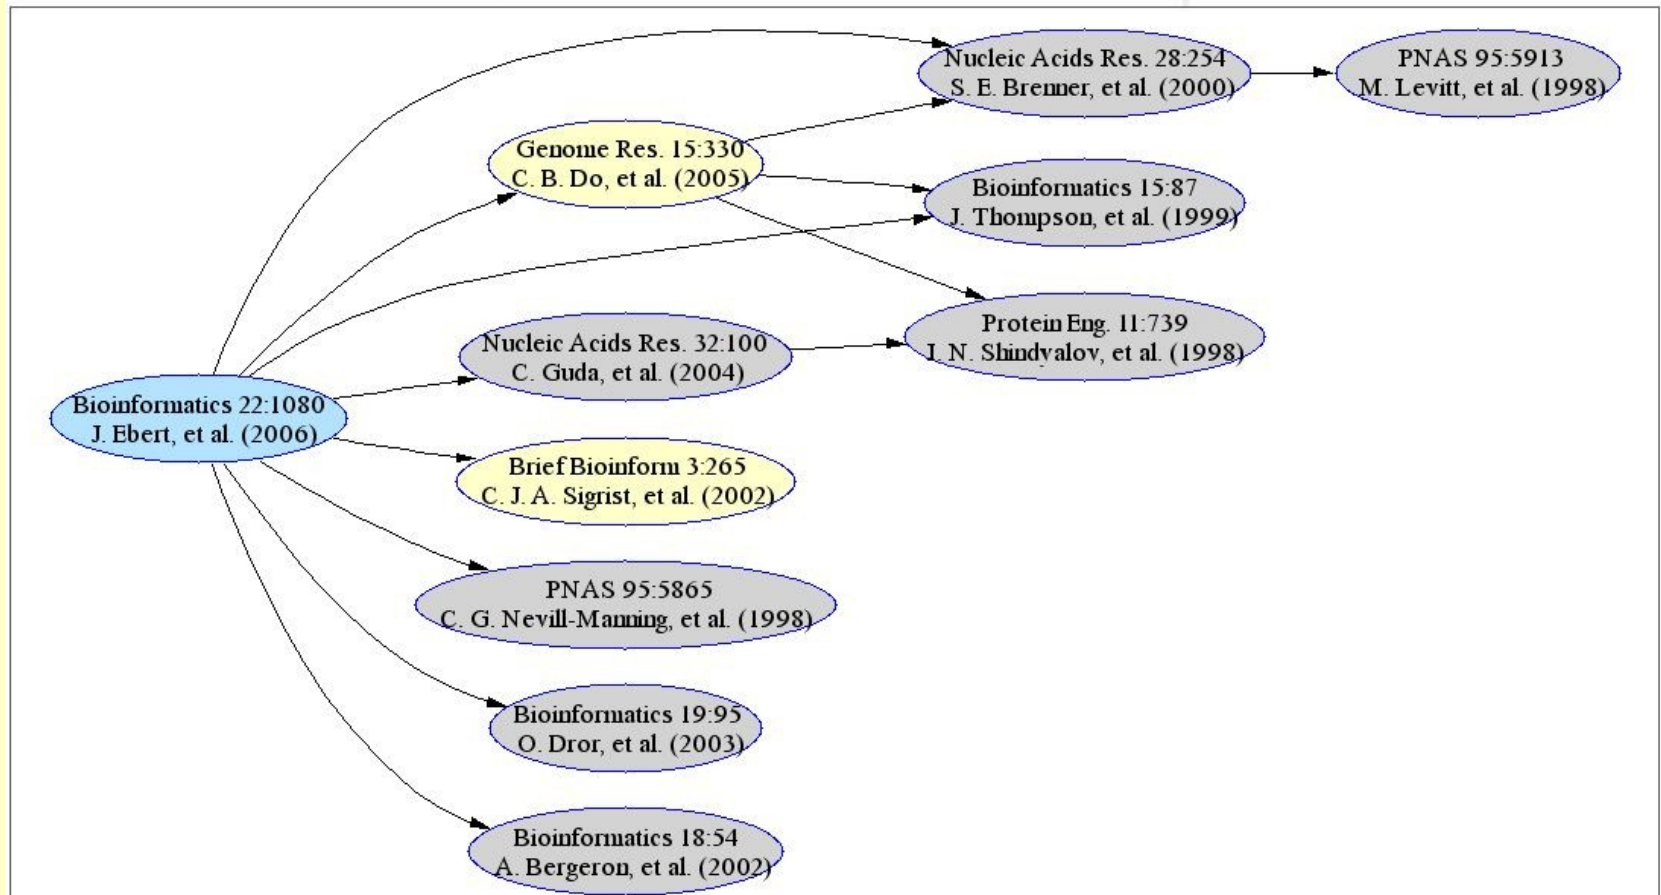 Nucleic Acids Res. 28:254
S. E. Brenner, et al. (2000)
PNAS 95:5913
M. Levitt, et al. (1998)
Genome Res. 15:330
C. B. Do, et al. (2005)
Bioinformatics 15:87
J. Thompson, et al. (1999)
Protein Eng. 11:739
I. N. Shindyalov, et al. (1998)
Nucleic Acids Res. 32:100
C. Guda, et al. (2004)
Bioinformatics 22:1080
J. Ebert, et al. (2006)
Brief Bioinform 3:265
C. J. A. Sigrist, et al. (2002)
PNAS 95:5865
C. G. Nevill-Manning, et al. (1998)
Bioinformatics 19:95
O. Dror, et al. (2003)
Bioinformatics 18:54
A. Bergeron, et al. (2002)